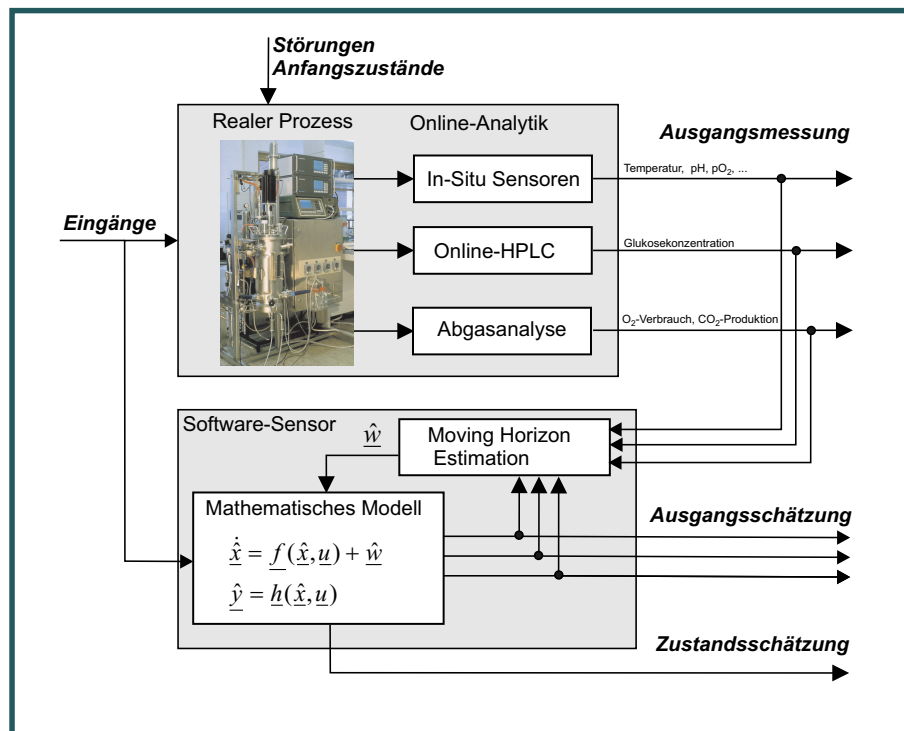 Störungen
Anfangszustände
Realer Prozess
Online-Analytik
Ausgangsmessung
In-Situ Sensoren
Temperatur, pH, pO₂, ...
Eingänge
Online-HPLC
Glukosekonzentration
Abgasanalyse
O₂-Verbrauch, CO₂-Produktion
Software-Sensor
ŵ
Moving Horizon
Estimation
Mathematisches Modell
Ausgangsschätzung
x̂̇ = f(x̂,u) + ŵ
ŷ = h(x̂,u)
Zustandsschätzung